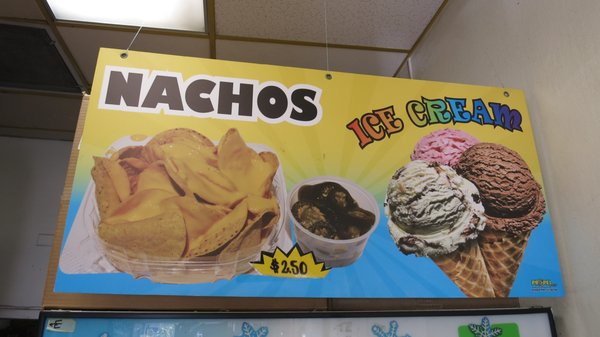 NACHOS
ICE CREAM
$2.50
E